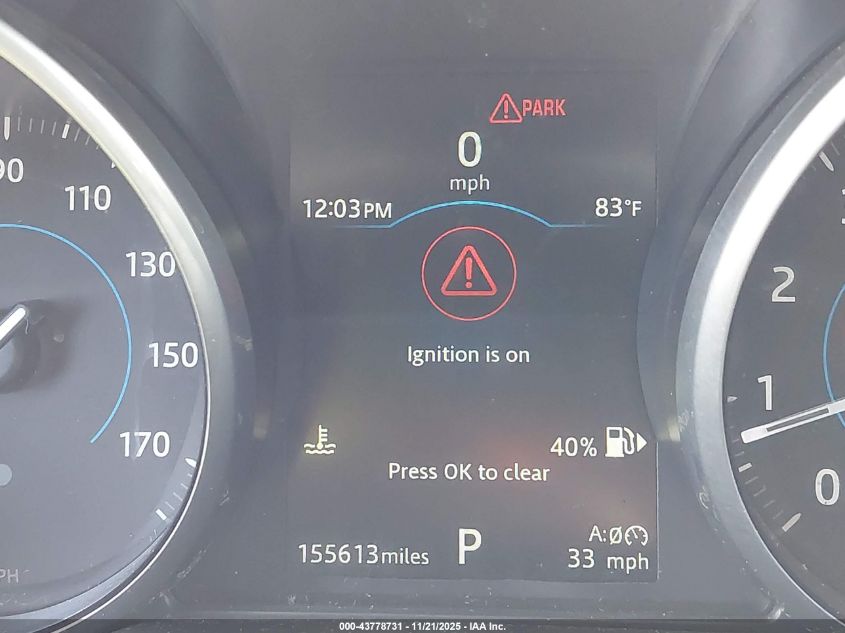 PARK
0
mph
12:03PM 83°F
Ignition is on
40%
Press OK to clear
A:Ø
155613miles P 33 mph
110
130
150
170
2
1
0
000-43778731 - 11/21/2025 - IAA Inc.